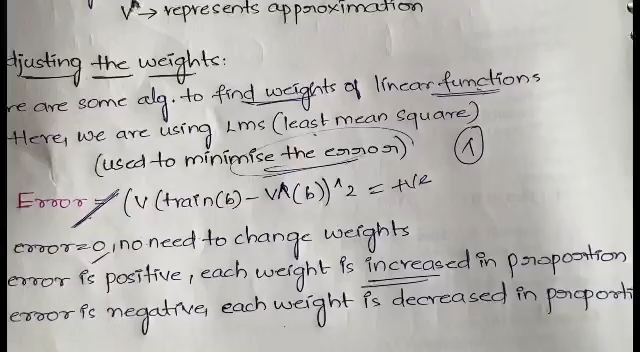 V^ → represents approximation
djusting the weights:
re are some alg. to find weights of linear functions
Here, we are using LMS (least mean square)
(used to minimise the error) 1
Error = (V(train(b) - V^(b))^2 = +ve
error=0, no need to change weights
error is positive, each weight is increased in proportion
error is negative, each weight is decreased in proporti